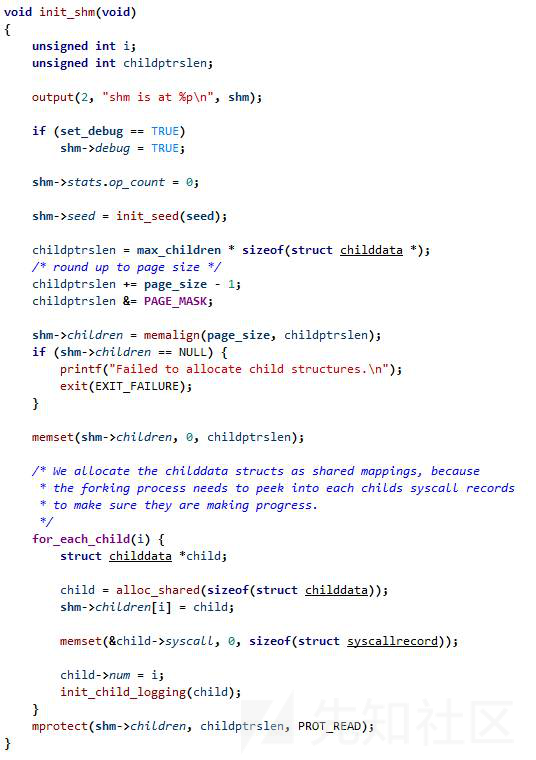 void init_shm(void)
{
    unsigned int i;
    unsigned int childptrslen;

    output(2, "shm is at %p\n", shm);

    if (set_debug == TRUE)
        shm->debug = TRUE;

    shm->stats.op_count = 0;

    shm->seed = init_seed(seed);

    childptrslen = max_children * sizeof(struct childdata *);
    /* round up to page size */
    childptrslen += page_size - 1;
    childptrslen &= PAGE_MASK;

    shm->children = memalign(page_size, childptrslen);
    if (shm->children == NULL) {
        printf("Failed to allocate child structures.\n");
        exit(EXIT_FAILURE);
    }

    memset(shm->children, 0, childptrslen);

    /* We allocate the childdata structs as shared mappings, because
     * the forking process needs to peek into each childs syscall records
     * to make sure they are making progress.
     */
    for_each_child(i) {
        struct childdata *child;

        child = alloc_shared(sizeof(struct childdata));
        shm->children[i] = child;

        memset(&child->syscall, 0, sizeof(struct syscallrecord));

        child->num = i;
        init_child_logging(child);
    }
    mprotect(shm->children, childptrslen, PROT_READ);
}
先知社区